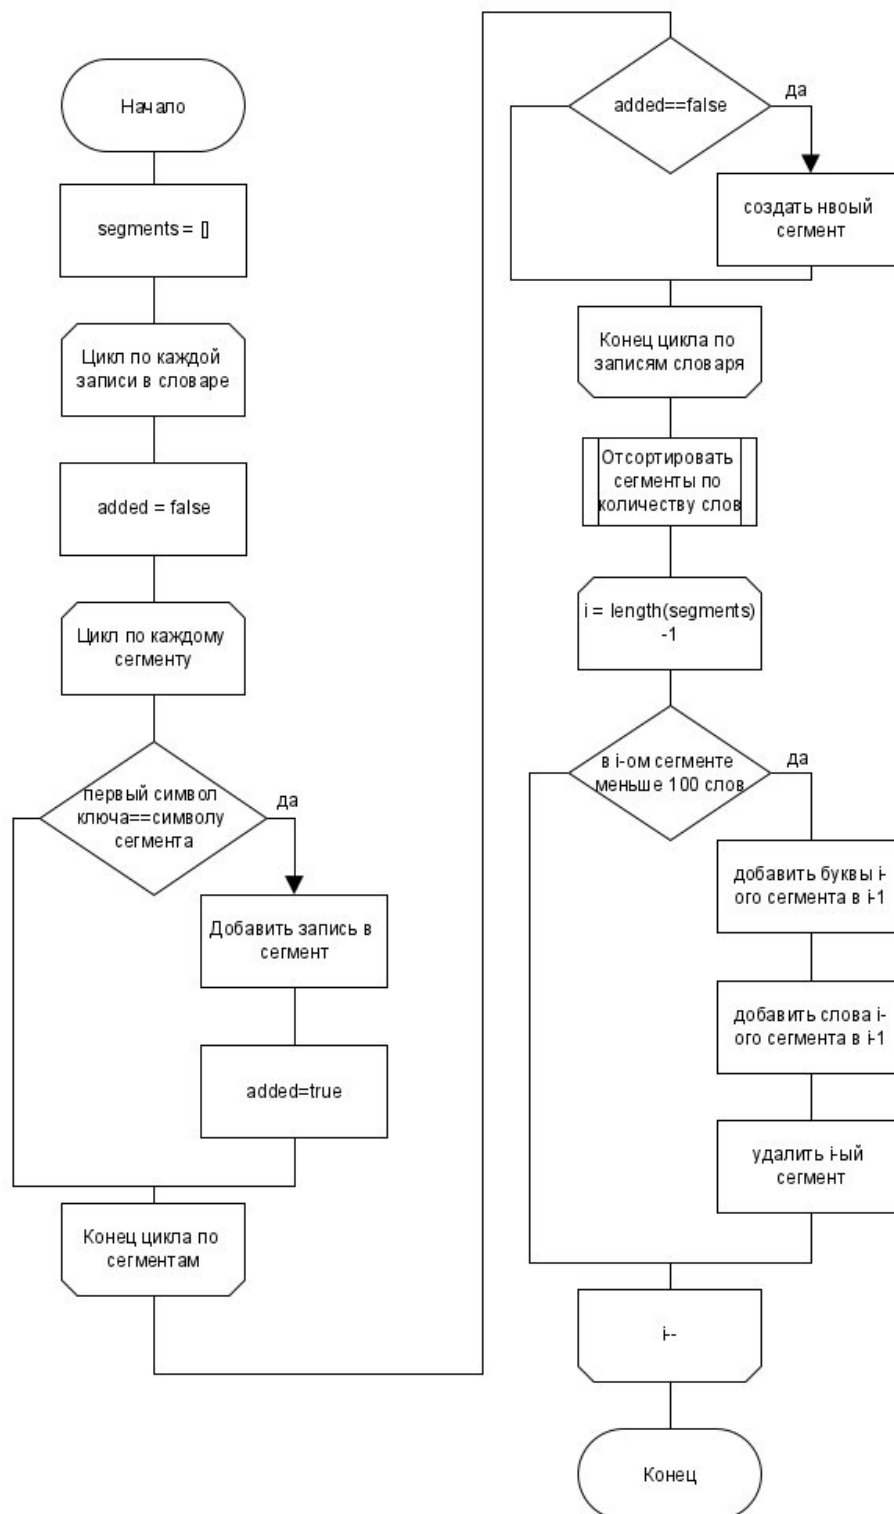 Начало
segments = []
Цикл по каждой
записи в словаре
added = false
Цикл по каждому
сегменту
первый символ
ключа==символу
сегмента
да
Добавить запись в
сегмент
added=true
Конец цикла по
сегментам
added==false
да
создать нвоый
сегмент
Конец цикла по
записям словаря
Отсортировать
сегменты по
количеству слов
i = length(segments)
-1
в i-ом сегменте
меньше 100 слов
да
добавить буквы i-
ого сегмента в i-1
добавить слова i-
ого сегмента в i-1
удалить i-ый
сегмент
i--
Конец